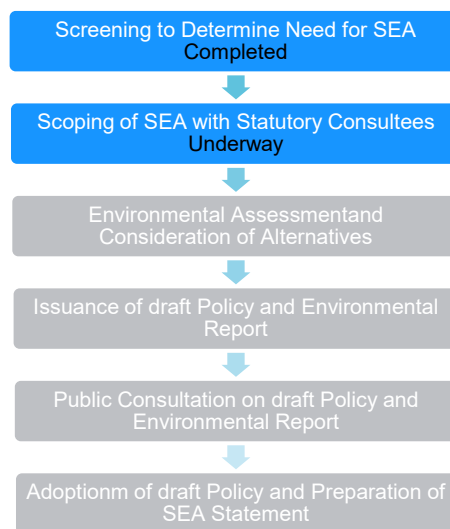 Screening to Determine Need for SEA
Completed
Scoping of SEA with Statutory Consultees
Underway
Environmental Assessmentand
Consideration of Alternatives
Issuance of draft Policy and Environmental
Report
Public Consultation on draft Policy and
Environmental Report
Adoptionm of draft Policy and Preparation of
SEA Statement